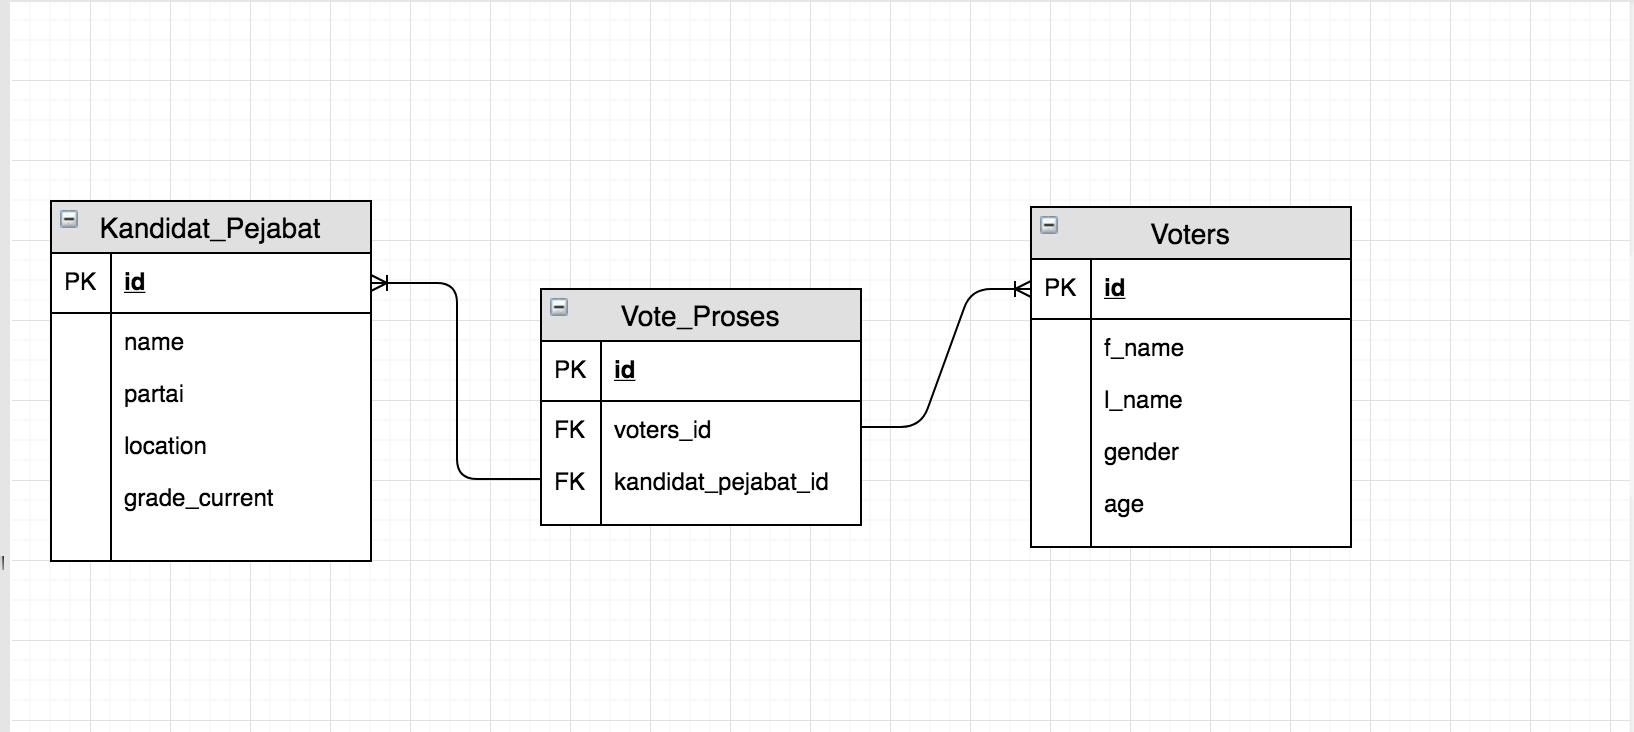 Kandidat_Pejabat
PK id
name
partai
location
grade_current
Vote_Proses
PK id
FK voters_id
FK kandidat_pejabat_id
Voters
PK id
f_name
l_name
gender
age